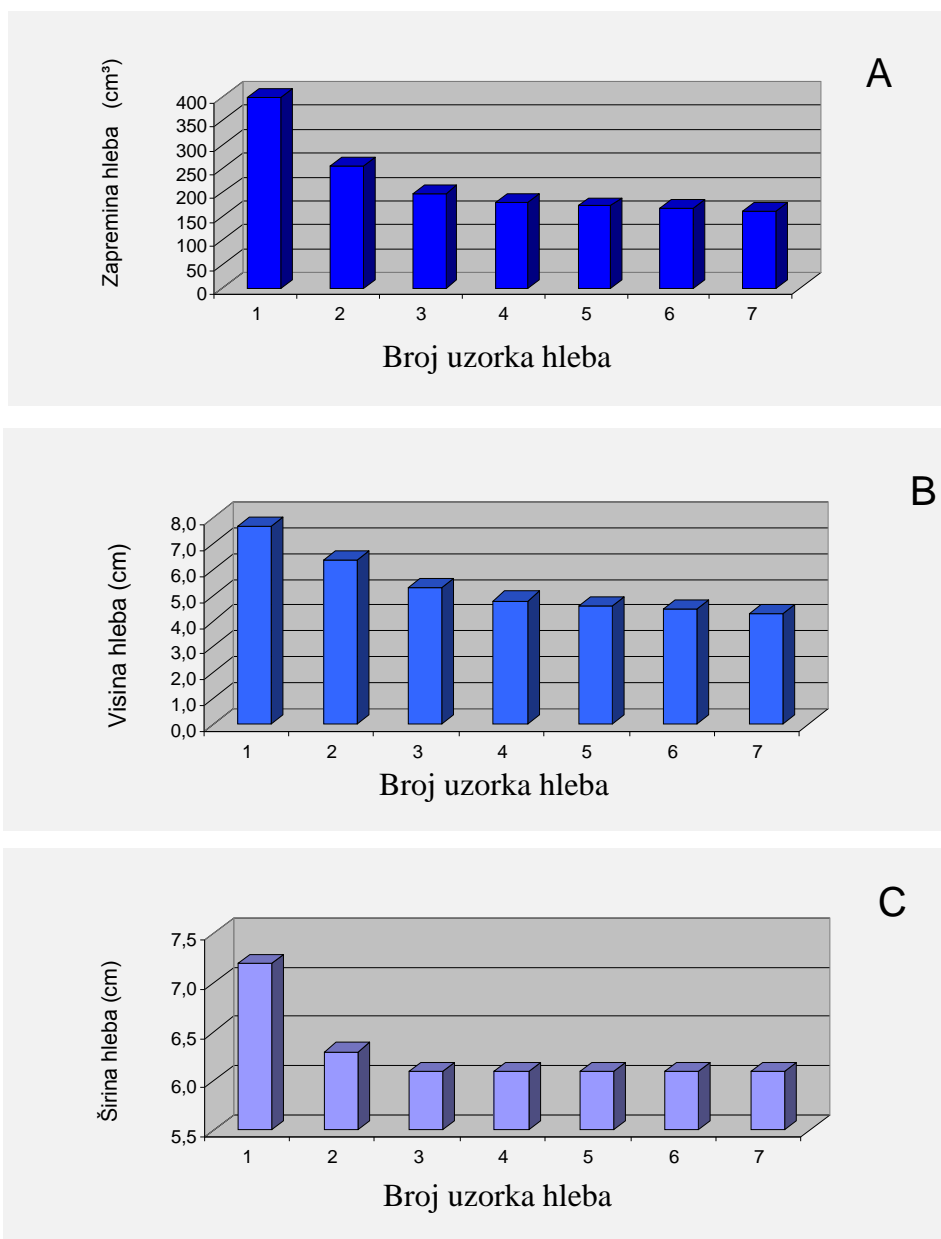 A
Zapremina hleba (cm³)
400
350
300
250
200
150
100
50
0
1 2 3 4 5 6 7
Broj uzorka hleba
B
Visina hleba (cm)
8,0
7,0
6,0
5,0
4,0
3,0
2,0
1,0
0,0
1 2 3 4 5 6 7
Broj uzorka hleba
C
Širina hleba (cm)
7,5
7,0
6,5
6,0
5,5
1 2 3 4 5 6 7
Broj uzorka hleba